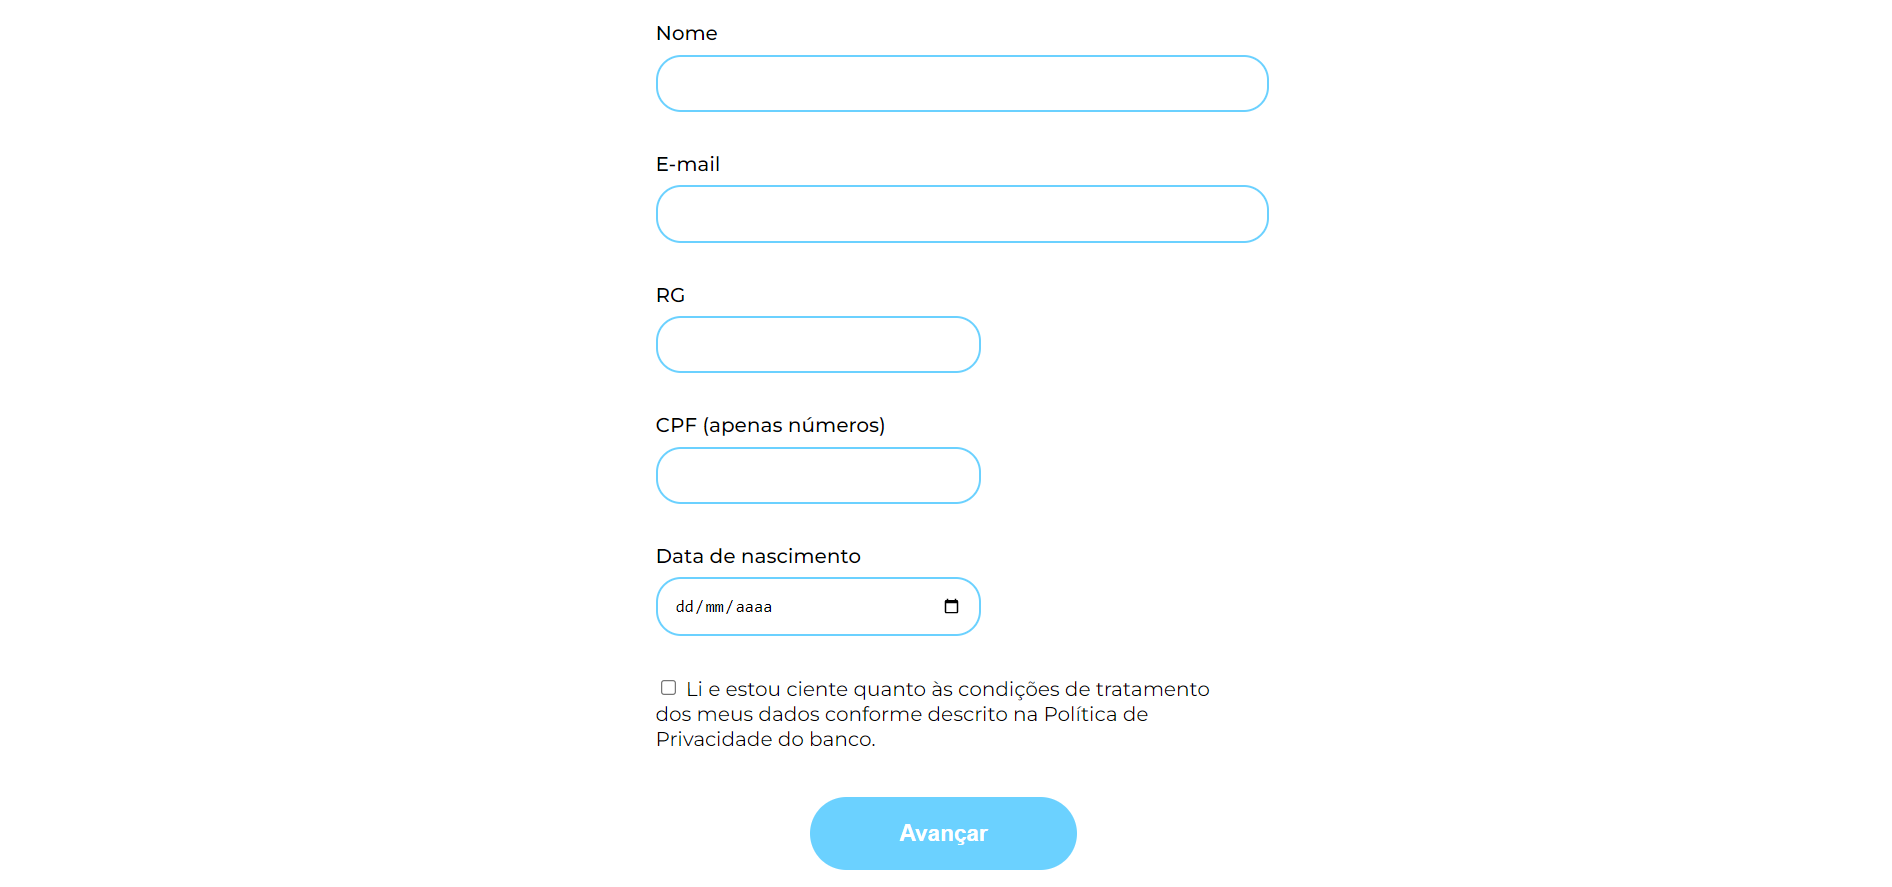 Nome
E-mail
RG
CPF (apenas números)
Data de nascimento
dd/mm/aaaa
Li e estou ciente quanto às condições de tratamento
dos meus dados conforme descrito na Política de
Privacidade do banco.
Avançar